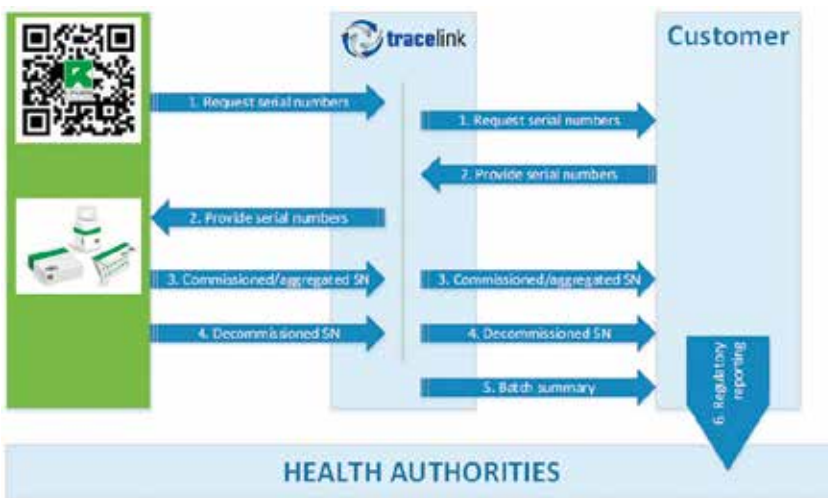 tracelink
Customer
1. Request serial numbers
1. Request serial numbers
2. Provide serial numbers
2. Provide serial numbers
3. Commissioned/aggregated SN
3. Commissioned/aggregated SN
4. Decommissioned SN
4. Decommissioned SN
5. Batch summary
6. Regulatory
reporting
HEALTH AUTHORITIES